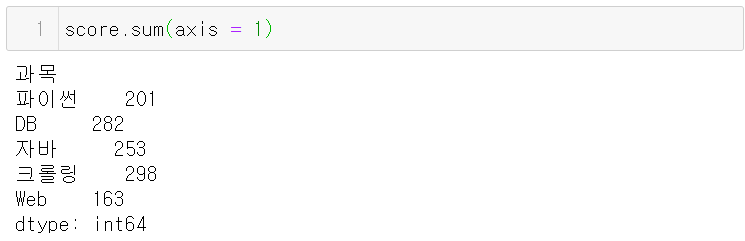 1 score.sum(axis = 1)
과목
파이썬 201
DB 282
자바 253
크롤링 298
Web 163
dtype: int64